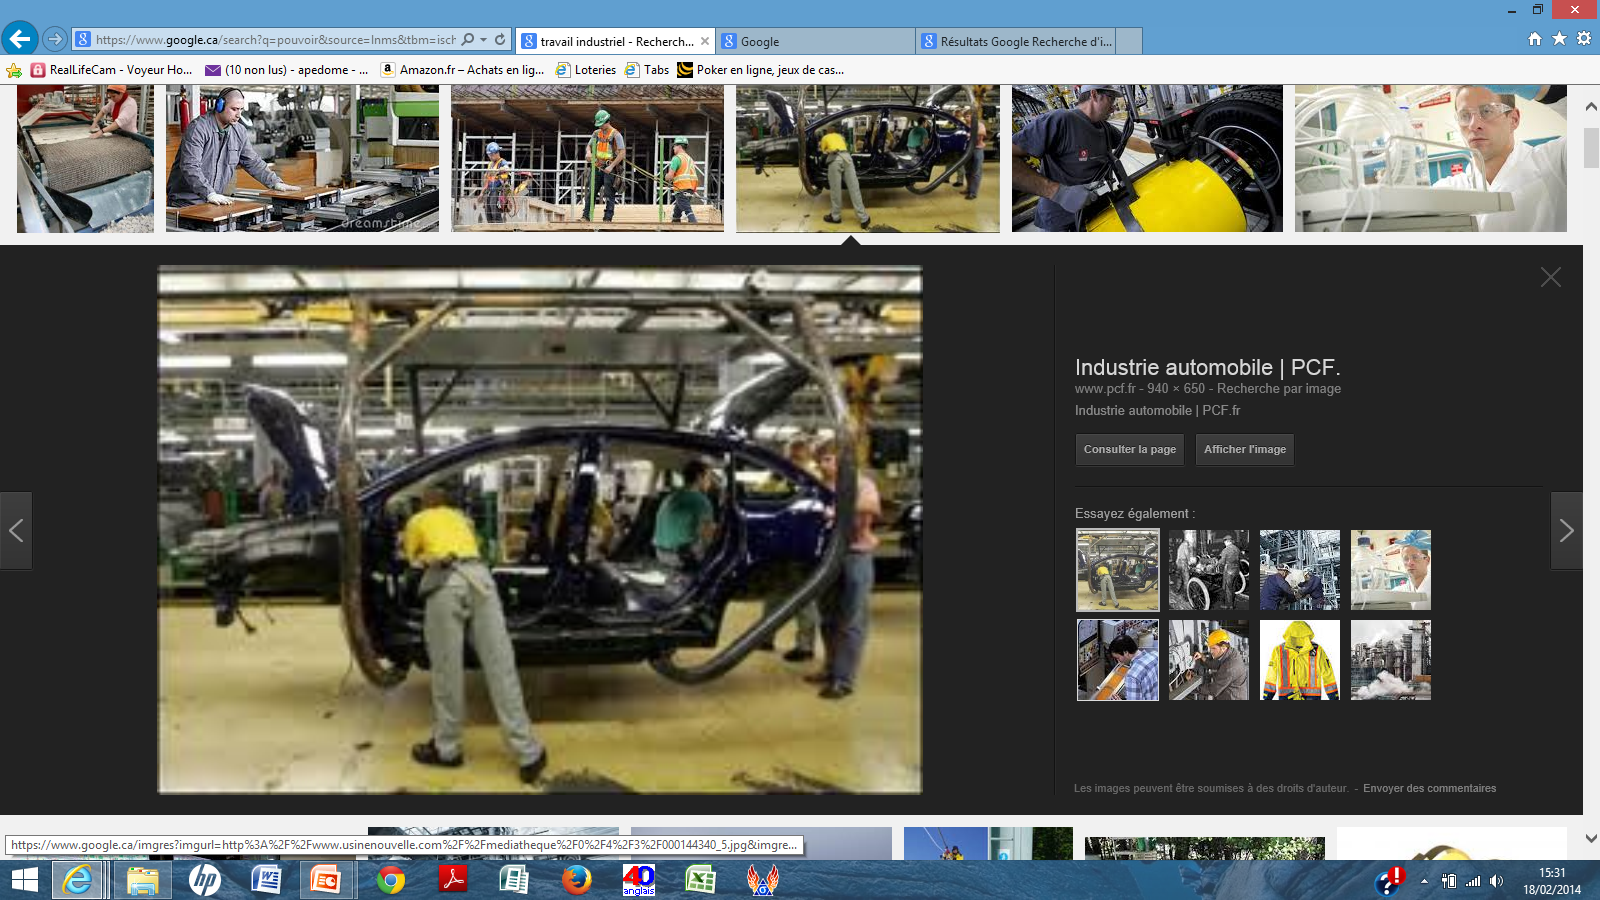 https://www.google.ca/search?q=pouvoir&source=lnms&tbm=isch
travail industriel - Recherch...
Google
Résultats Google Recherche d'i...
RealLifeCam - Voyeur Ho...
(10 non lus) - apedome - ...
Amazon.fr – Achats en lig...
Loteries
Tabs
Poker en ligne, jeux de cas...
dreamstime
Industrie automobile | PCF.
www.pcf.fr - 940 × 650 - Recherche par image
Industrie automobile | PCF.fr
Consulter la page
Afficher l'image
Essayez également :
Les images peuvent être soumises à des droits d'auteur. - Envoyer des commentaires
https://www.google.ca/imgres?imgurl=http%3A%2F%2Fwww.usinenouvelle.com%2F%2Fmediatheque%2F0%2F4%2F3%2F000144340_5.jpg&imgre...
hp
40
anglais
15:31
18/02/2014